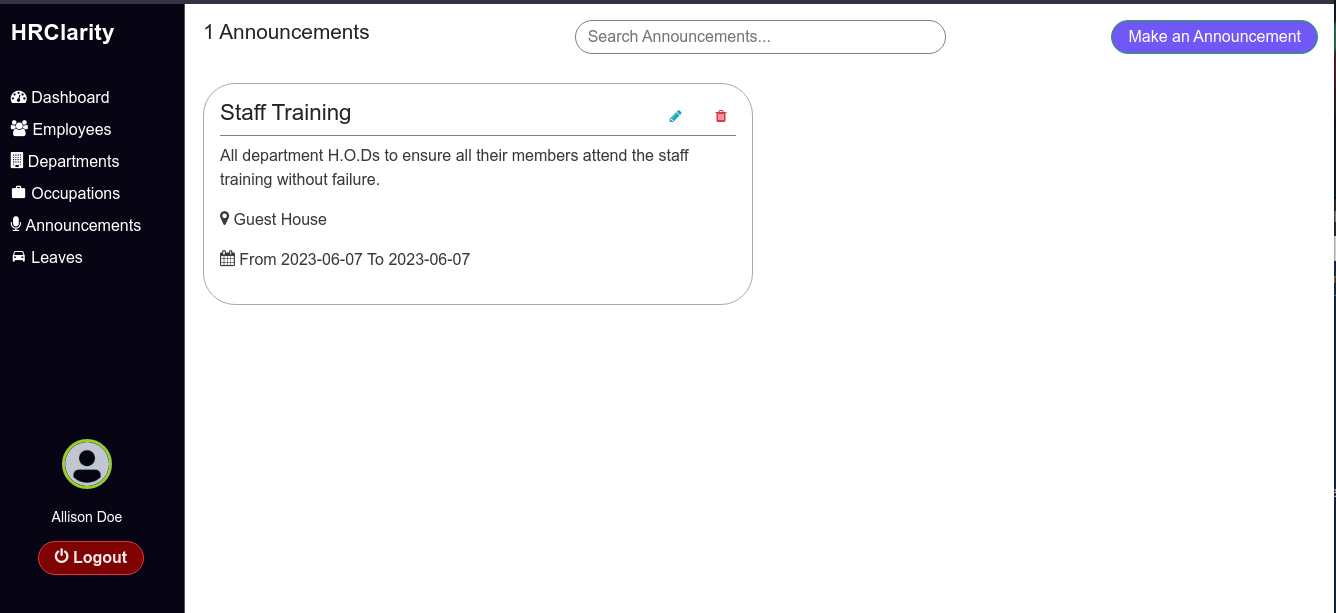 HRClarity
Dashboard
Employees
Departments
Occupations
Announcements
Leaves
Allison Doe
Logout
1 Announcements
Search Announcements...
Make an Announcement
Staff Training
All department H.O.Ds to ensure all their members attend the staff
training without failure.
Guest House
From 2023-06-07 To 2023-06-07